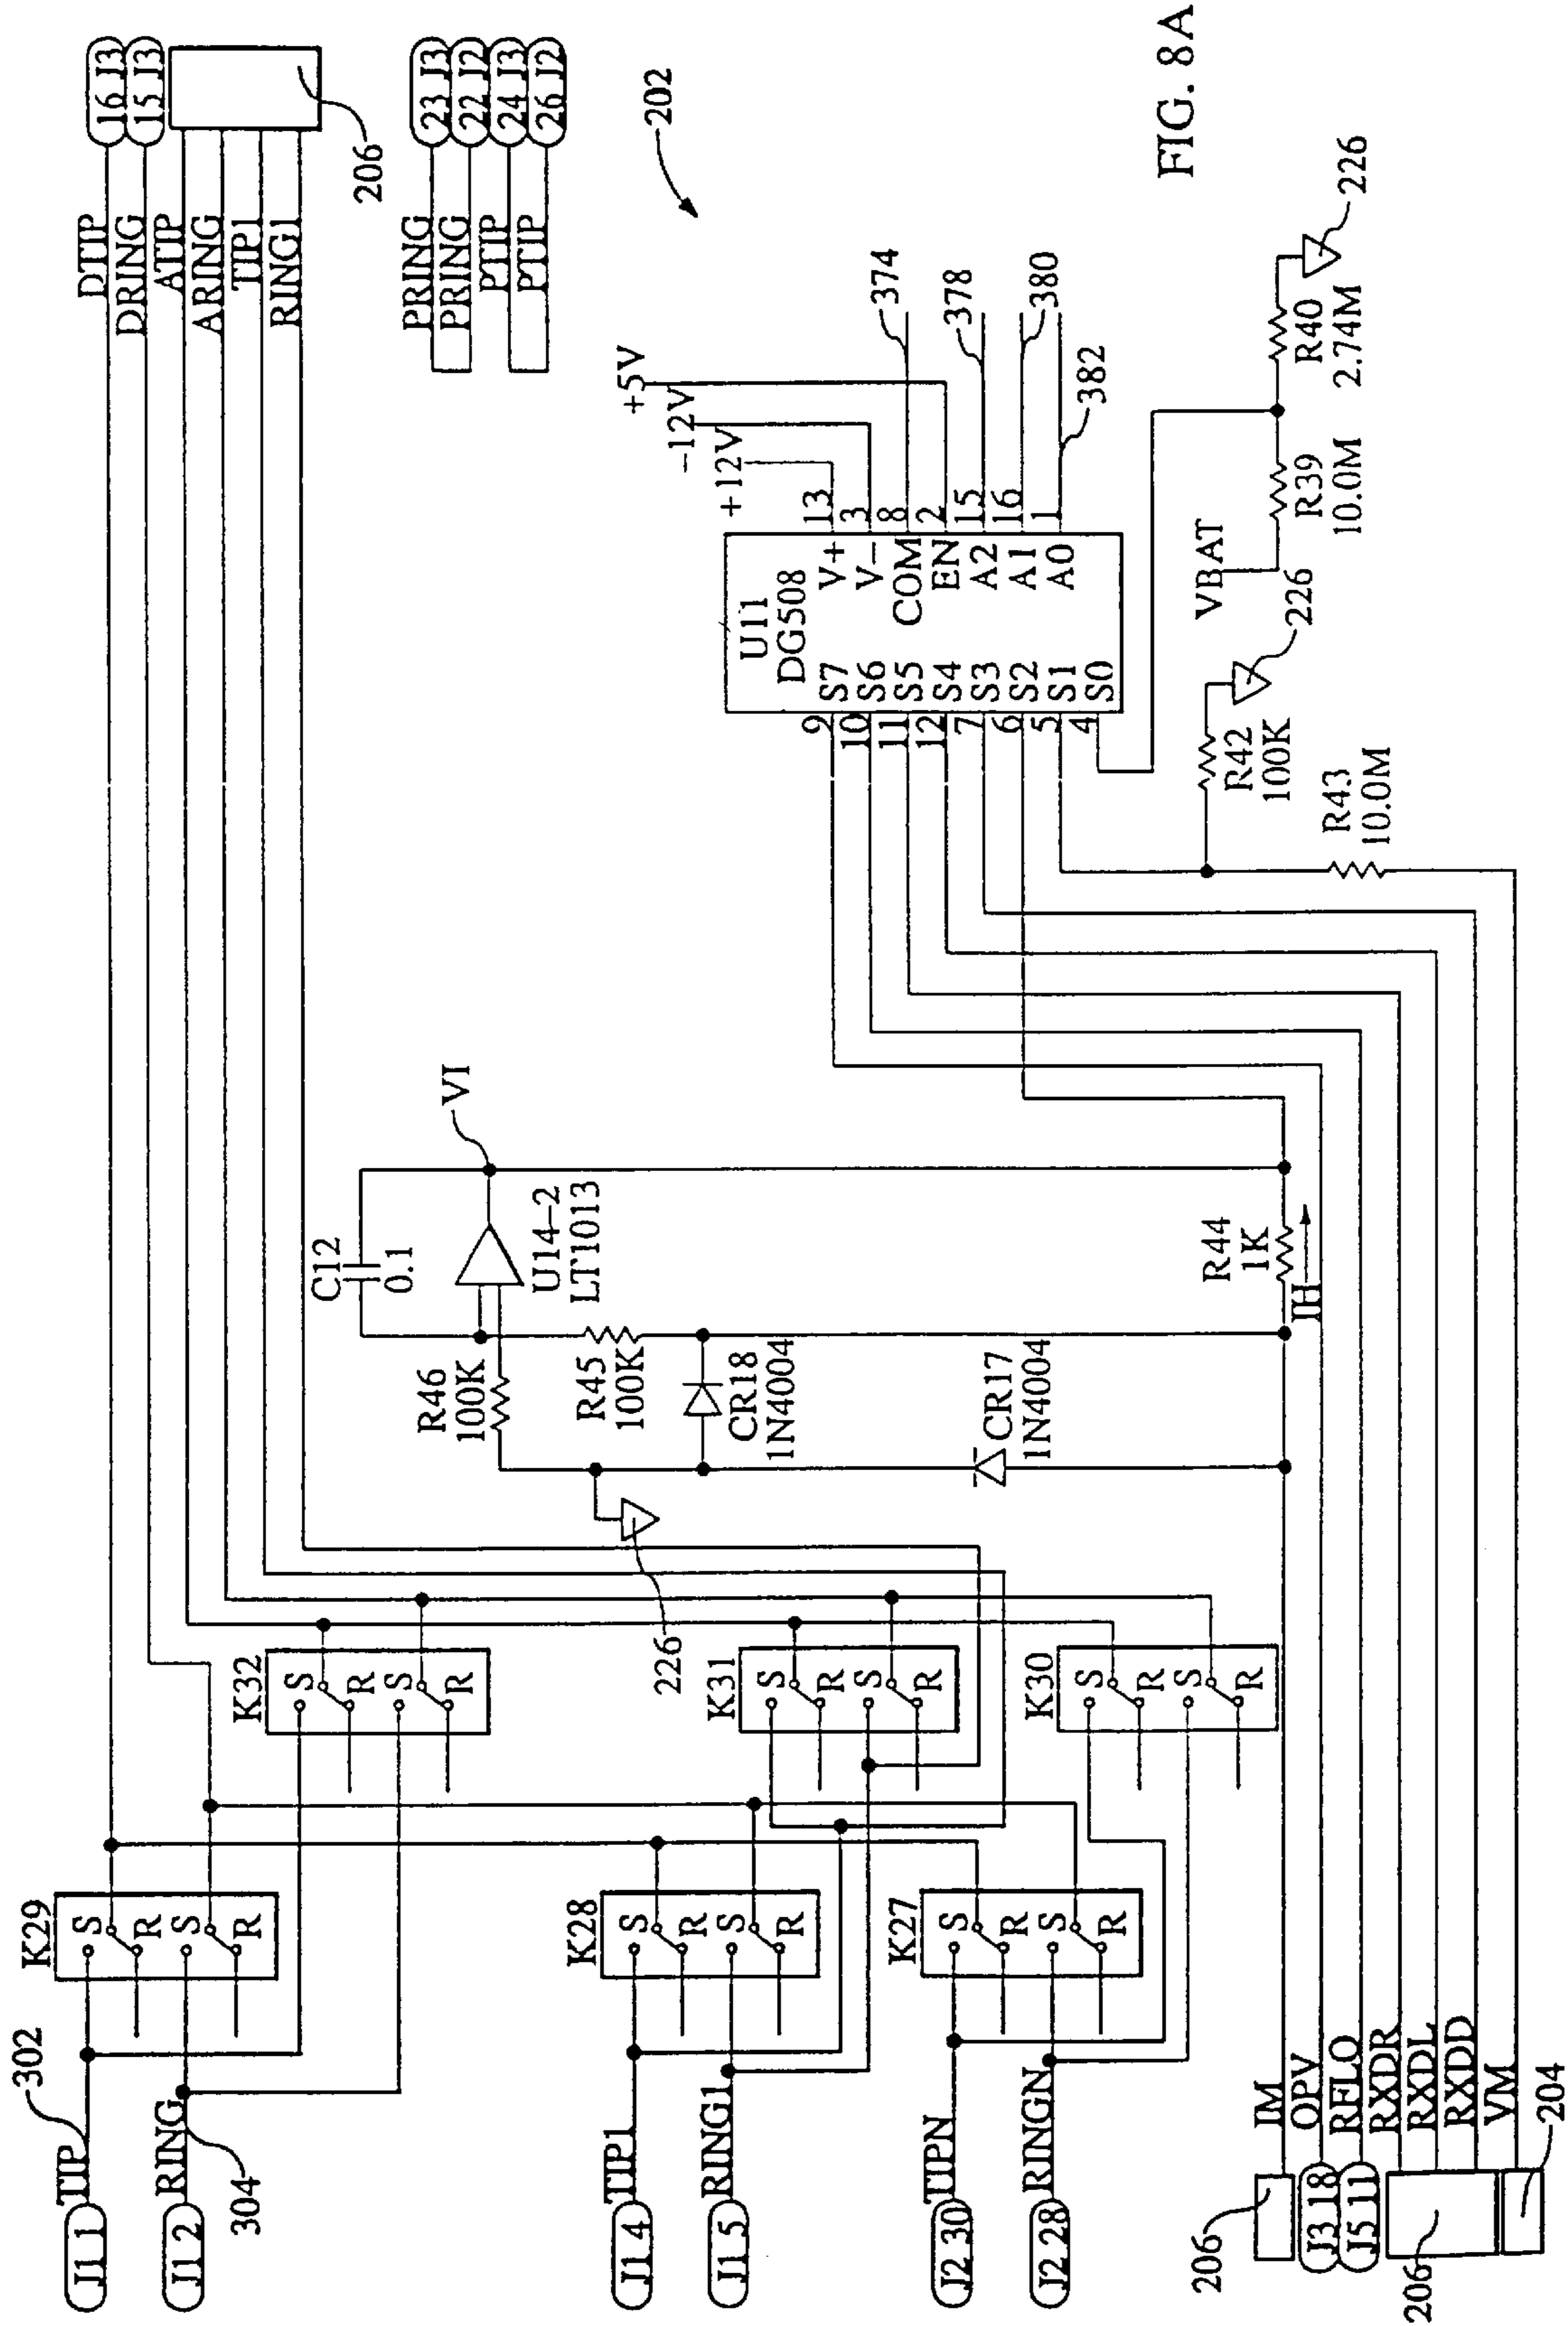 DTIP
16 J3
DRING
15 J3
ATIP
ARING
TIP1
RING1
206
PRING
23 J3
PRING
22 J2
PTIP
24 J3
PTIP
26 J2
202
302
J1 1
TIP
K29
S
R
S
R
J1 2
RING
304
K32
S
R
S
R
J1 4
TIP1
K28
S
R
S
R
J1 5
RING1
K31
S
R
S
R
J2 30
TIPN
K27
S
R
S
R
J2 28
RINGN
K30
S
R
S
R
226
C12
0.1
VI
U14-2
LT1013
R46
100K
R45
100K
CR18
1N4004
CR17
1N4004
R44
1K
IH
U11
DG508
9 S7
10 S6
11 S5
12 S4
7 S3
6 S2
5 S1
4 S0
V+ 13
V- 3
COM 8
EN 2
A2 15
A1 16
A0 1
+5V
-12V
+12V
374
378
380
382
VBAT
R39
10.0M
R40
2.74M
226
R42
100K
226
R43
10.0M
206
IM
J3 18
OPV
J5 11
RFLO
RXDR
RXDL
RXDD
206
VM
204
FIG. 8A